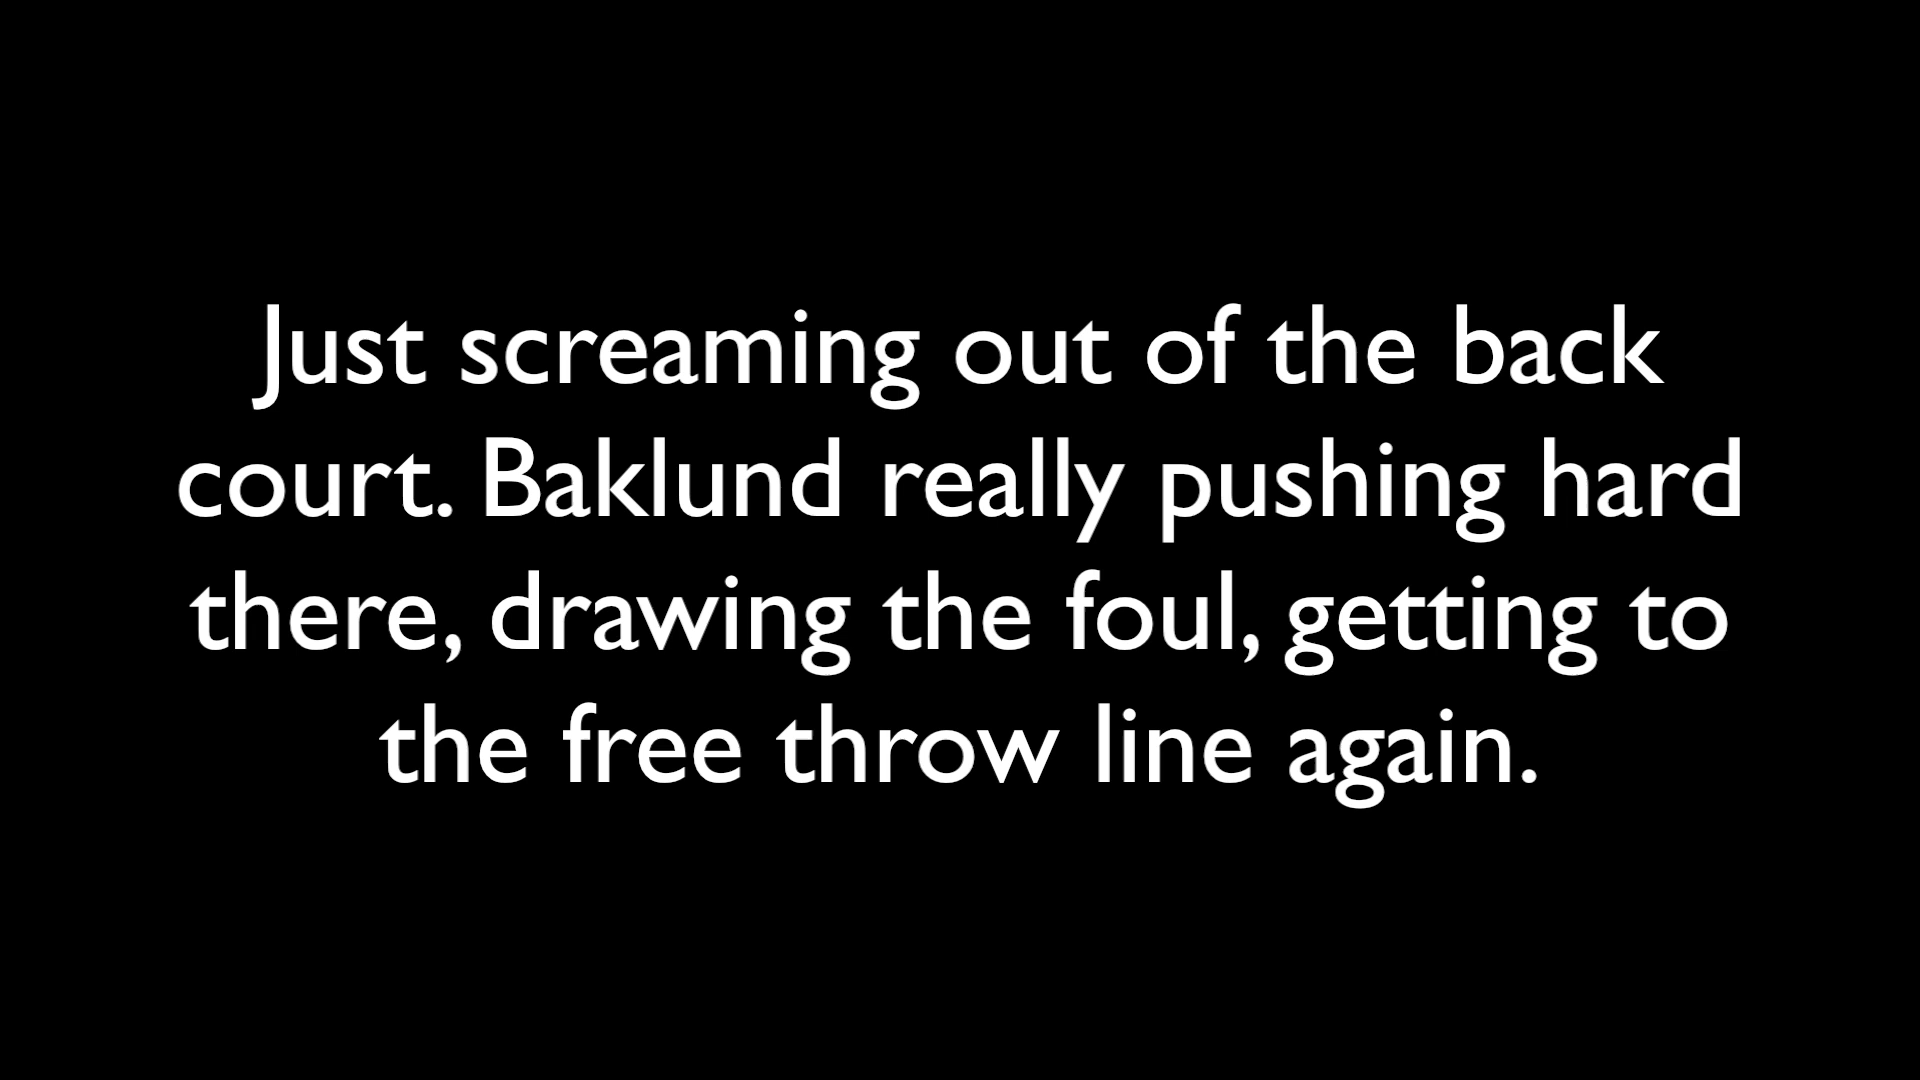 Just screaming out of the back
court. Baklund really pushing hard
there, drawing the foul, getting to
the free throw line again.